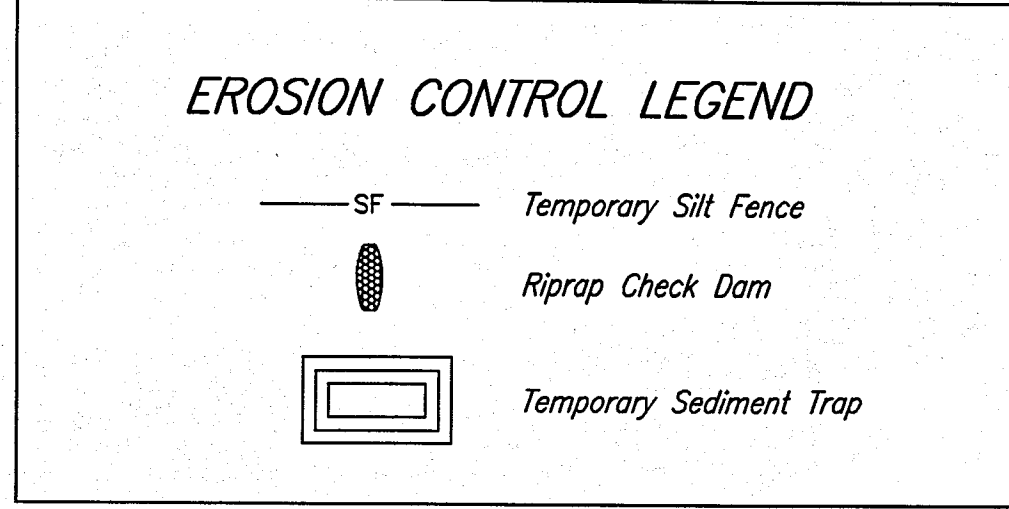 EROSION CONTROL LEGEND
SF Temporary Silt Fence
Riprap Check Dam
Temporary Sediment Trap